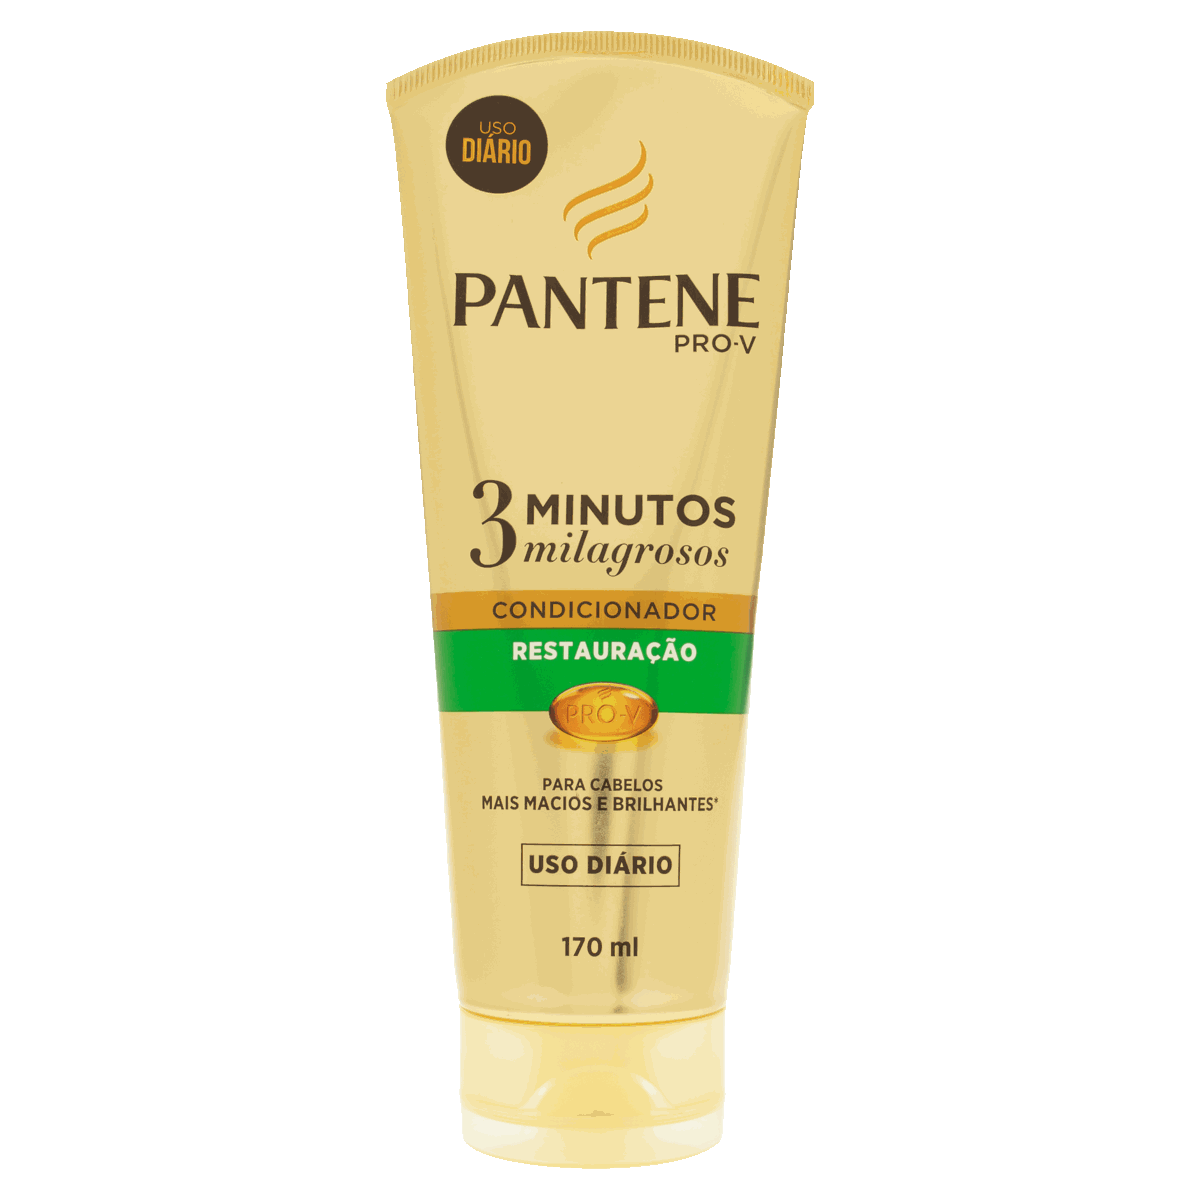 USO
DIÁRIO
PANTENE
PRO-V
3 MINUTOS
milagrosos
CONDICIONADOR
RESTAURAÇÃO
PRO-V
PARA CABELOS
MAIS MACIOS E BRILHANTES*
USO DIÁRIO
170 ml